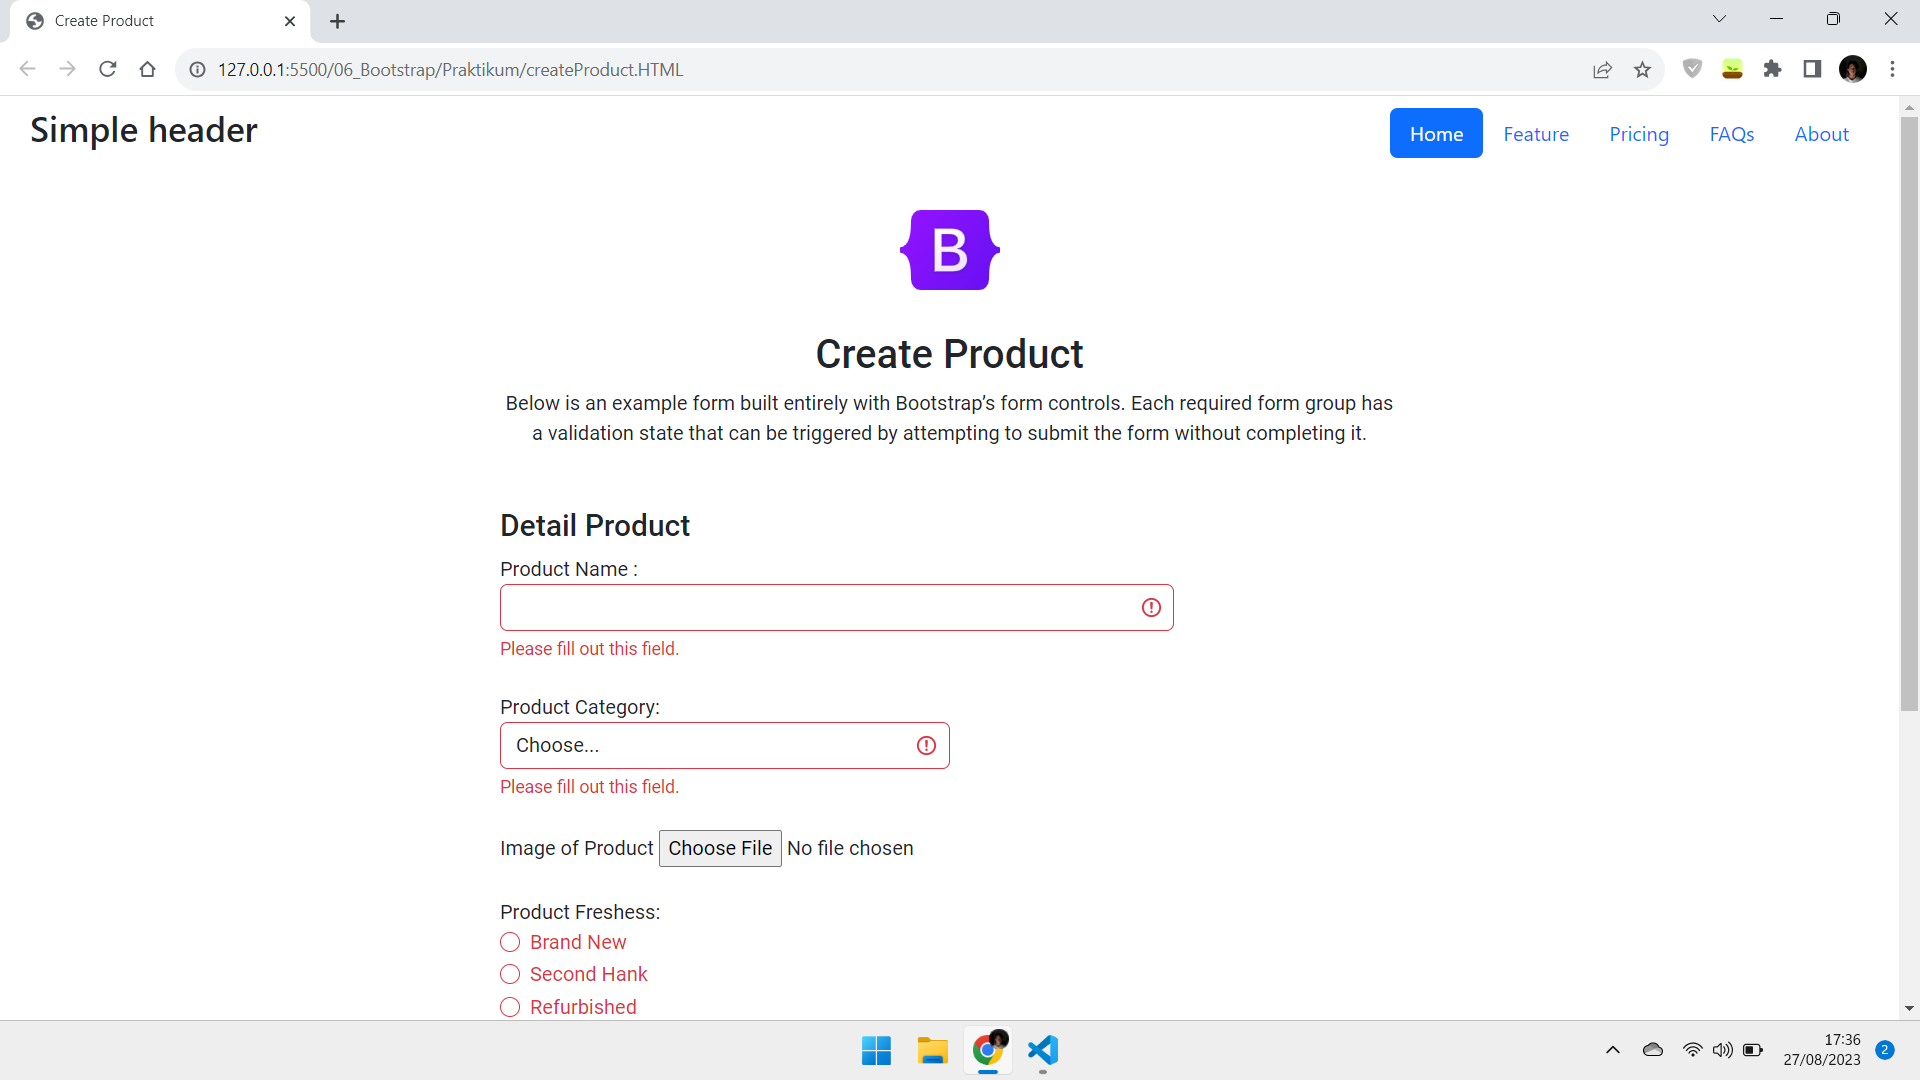 Create Product
127.0.0.1:5500/06_Bootstrap/Praktikum/createProduct.HTML
Simple header
Home Feature Pricing FAQs About
B
Create Product
Below is an example form built entirely with Bootstrap’s form controls. Each required form group has
a validation state that can be triggered by attempting to submit the form without completing it.
Detail Product
Product Name :
Please fill out this field.
Product Category:
Choose...
Please fill out this field.
Image of Product Choose File No file chosen
Product Freshess:
Brand New
Second Hank
Refurbished
17:36
27/08/2023
2